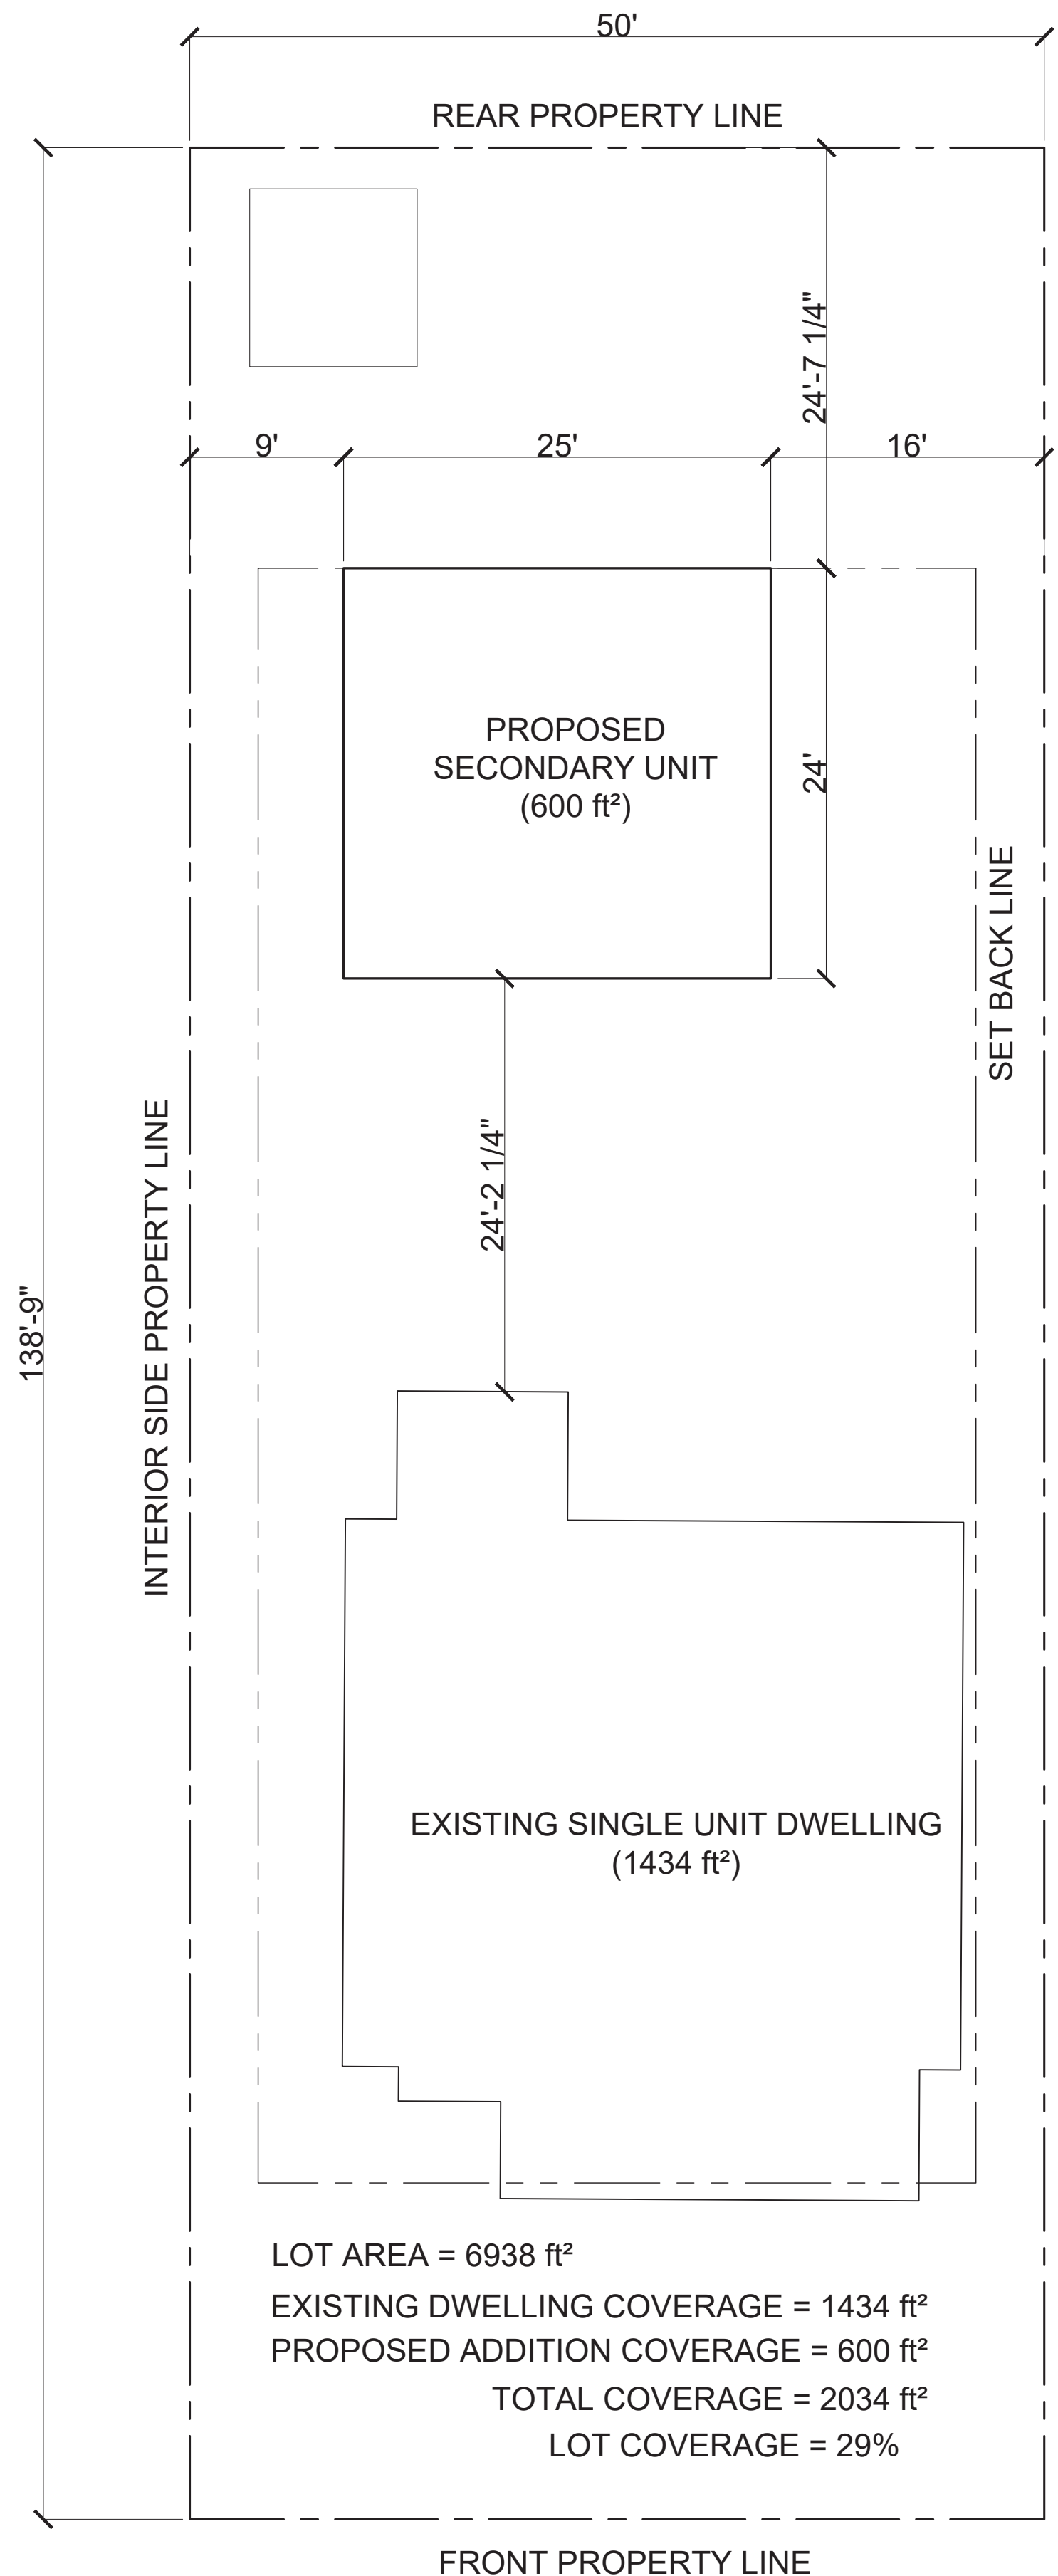 50'
REAR PROPERTY LINE
24'-7 1/4"
9'
25'
16'
PROPOSED
SECONDARY UNIT
(600 ft²)
24'
SET BACK LINE
24'-2 1/4"
INTERIOR SIDE PROPERTY LINE
138'-9"
EXISTING SINGLE UNIT DWELLING
(1434 ft²)
LOT AREA = 6938 ft²
EXISTING DWELLING COVERAGE = 1434 ft²
PROPOSED ADDITION COVERAGE = 600 ft²
TOTAL COVERAGE = 2034 ft²
LOT COVERAGE = 29%
FRONT PROPERTY LINE